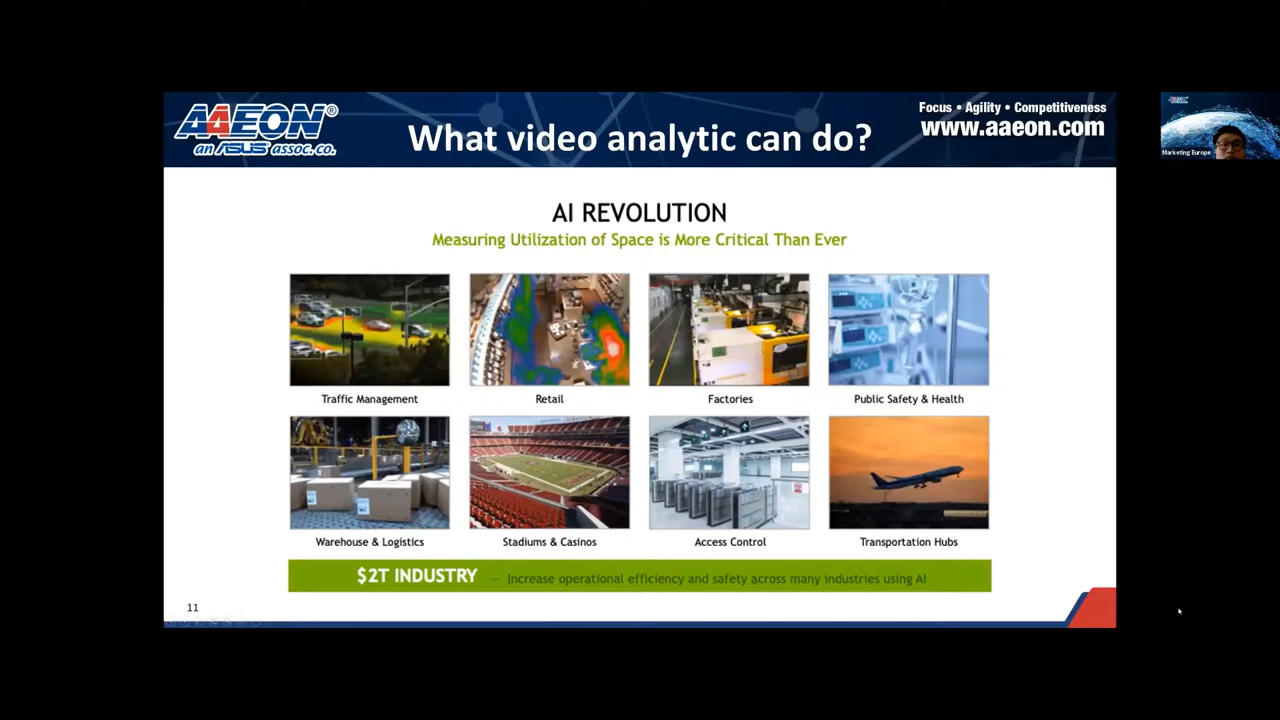 AAEON®
an ASUS assoc. co.
What video analytic can do?
Focus • Agility • Competitiveness
www.aaeon.com
Marketing Europe
AI REVOLUTION
Measuring Utilization of Space is More Critical Than Ever
Traffic Management
Retail
Factories
Public Safety & Health
Warehouse & Logistics
Stadiums & Casinos
Access Control
Transportation Hubs
$2T INDUSTRY — Increase operational efficiency and safety across many industries using AI
11